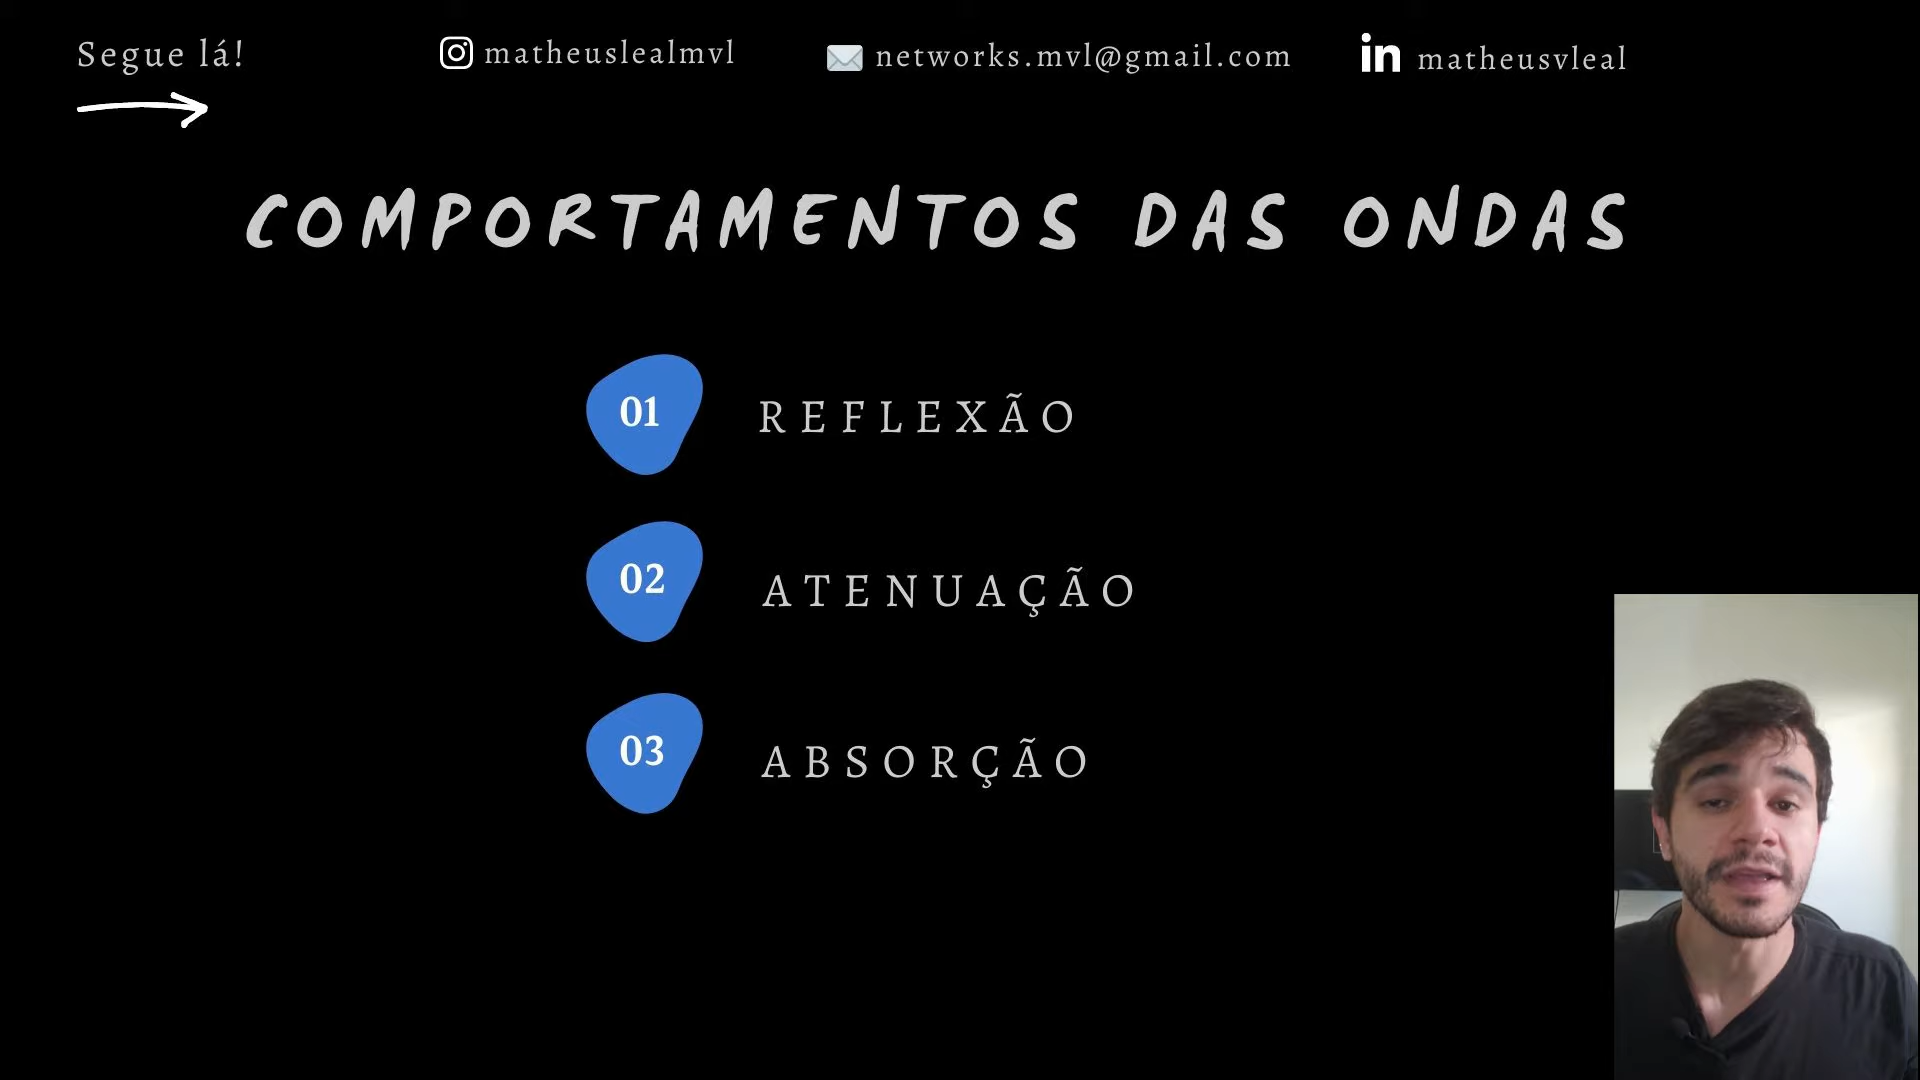 Segue lá!
matheuslealmvl
networks.mvl@gmail.com
in matheusvleal
COMPORTAMENTOS DAS ONDAS
01 REFLEXÃO
02 ATENUAÇÃO
03 ABSORÇÃO